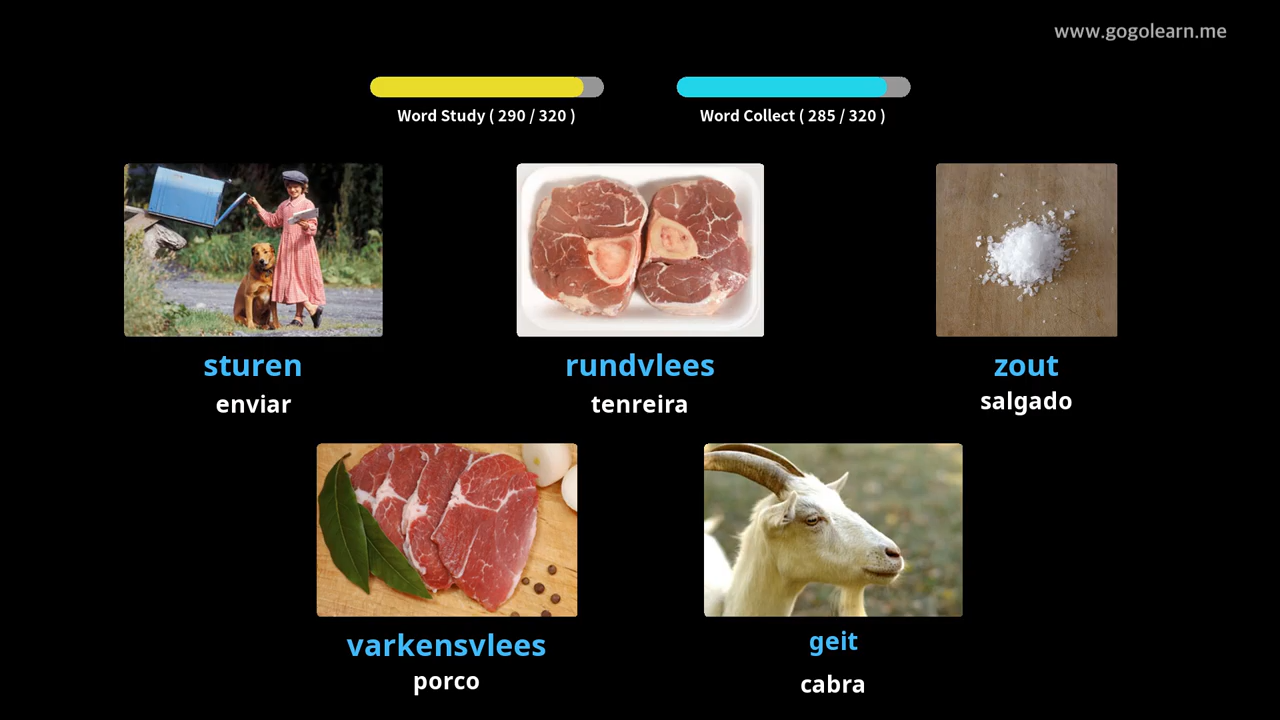 www.gogolearn.me
Word Study ( 290 / 320 )
Word Collect ( 285 / 320 )
sturen
enviar
rundvlees
tenreira
zout
salgado
varkensvlees
porco
geit
cabra